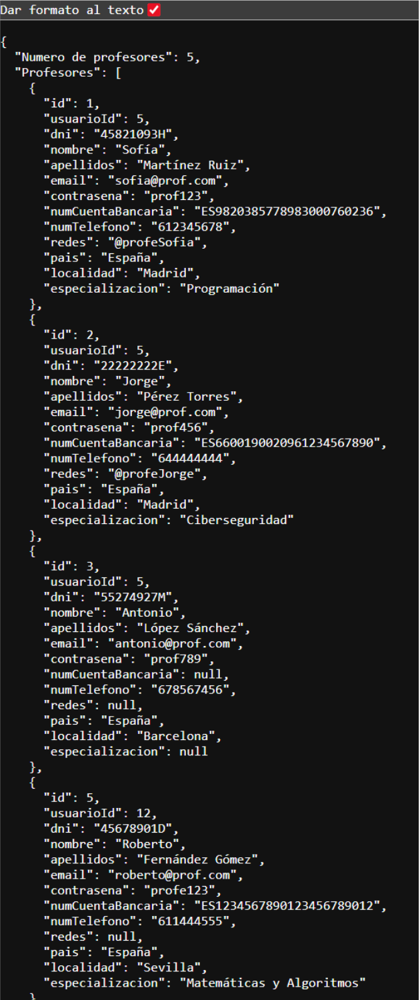 Dar formato al texto
{
"Numero de profesores": 5,
"Profesores": [
{
"id": 1,
"usuarioId": 5,
"dni": "45821093H",
"nombre": "Sofía",
"apellidos": "Martínez Ruiz",
"email": "sofia@prof.com",
"contrasena": "prof123",
"numCuentaBancaria": "ES9820385778983000760236",
"numTelefono": "612345678",
"redes": "@profeSofia",
"pais": "España",
"localidad": "Madrid",
"especializacion": "Programación"
},
{
"id": 2,
"usuarioId": 5,
"dni": "22222222E",
"nombre": "Jorge",
"apellidos": "Pérez Torres",
"email": "jorge@prof.com",
"contrasena": "prof456",
"numCuentaBancaria": "ES6600190020961234567890",
"numTelefono": "644444444",
"redes": "@profeJorge",
"pais": "España",
"localidad": "Madrid",
"especializacion": "Ciberseguridad"
},
{
"id": 3,
"usuarioId": 5,
"dni": "55274927M",
"nombre": "Antonio",
"apellidos": "López Sánchez",
"email": "antonio@prof.com",
"contrasena": "prof789",
"numCuentaBancaria": null,
"numTelefono": "678567456",
"redes": null,
"pais": "España",
"localidad": "Barcelona",
"especializacion": null
},
{
"id": 5,
"usuarioId": 12,
"dni": "45678901D",
"nombre": "Roberto",
"apellidos": "Fernández Gómez",
"email": "roberto@prof.com",
"contrasena": "profe123",
"numCuentaBancaria": "ES1234567890123456789012",
"numTelefono": "611444555",
"redes": null,
"pais": "España",
"localidad": "Sevilla",
"especializacion": "Matemáticas y Algoritmos"
}